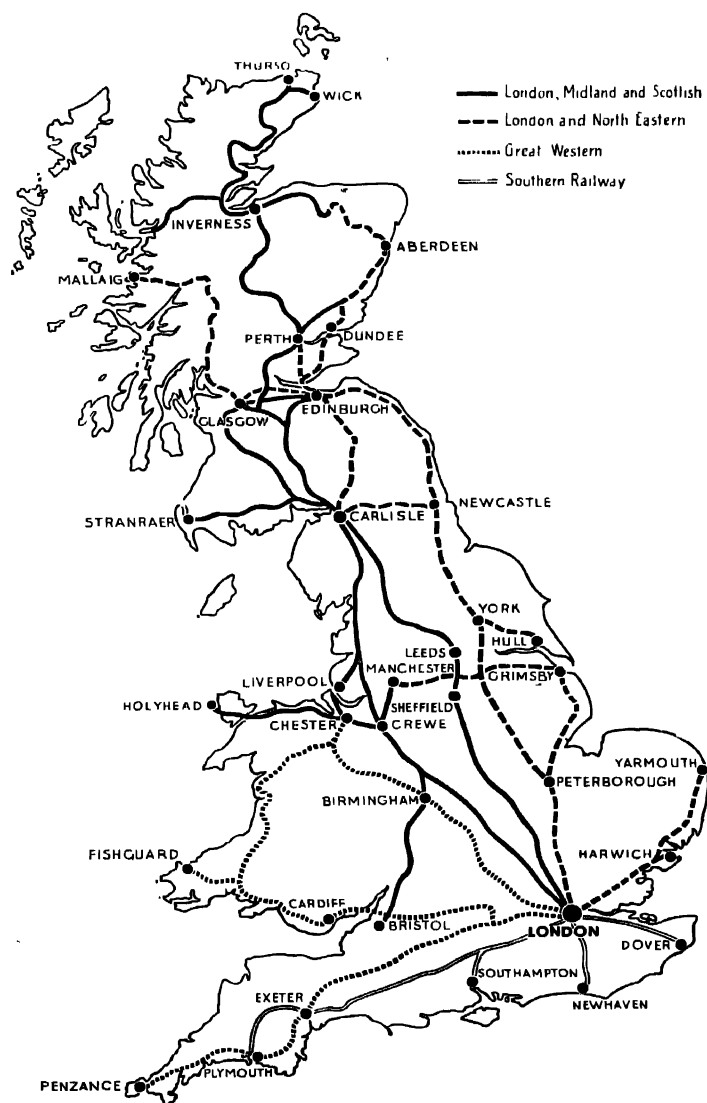 THURSO
WICK
London, Midland and Scottish
London and North Eastern
Great Western
Southern Railway
INVERNESS
ABERDEEN
MALLAIG
PERTH
DUNDEE
GLASGOW
EDINBURGH
STRANRAER
CARLISLE
NEWCASTLE
YORK
HULL
LEEDS
MANCHESTER
GRIMSBY
LIVERPOOL
SHEFFIELD
HOLYHEAD
CHESTER
CREWE
YARMOUTH
PETERBOROUGH
BIRMINGHAM
HARWICH
FISHGUARD
CARDIFF
BRISTOL
LONDON
DOVER
SOUTHAMPTON
NEWHAVEN
EXETER
PLYMOUTH
PENZANCE